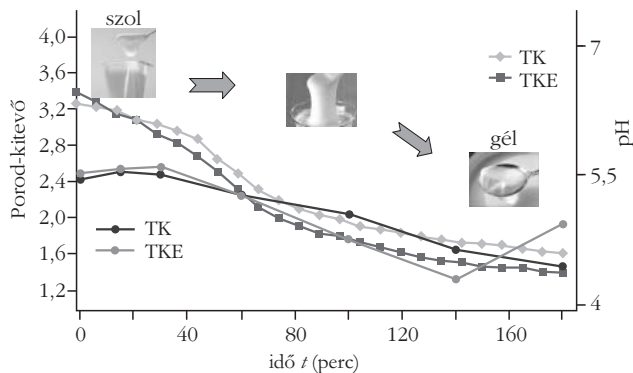 szol
4,0
3,6
3,2
2,8
2,4
2,0
1,6
1,2
Porod-kitevő
TK
TKE
gél
TK
TKE
7
5,5
4
pH
0
40
80
120
160
idő t (perc)